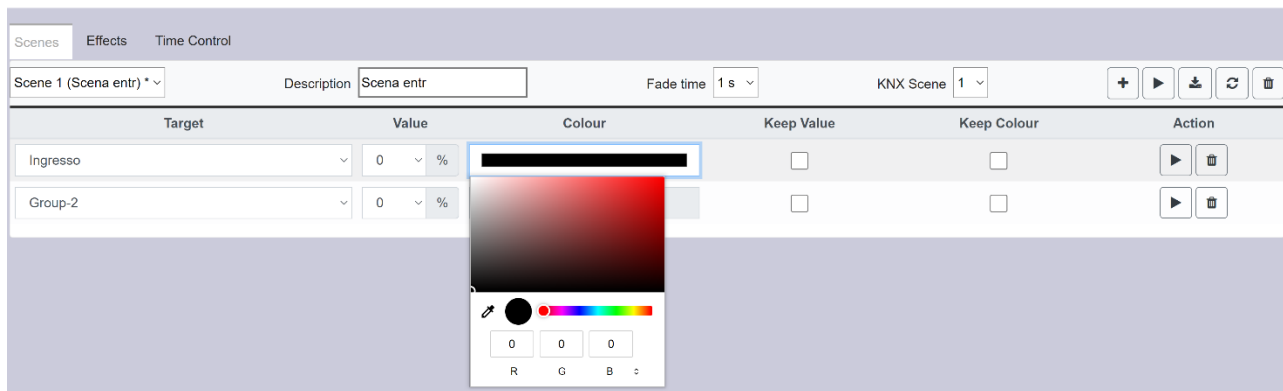 Scenes Effects Time Control
Scene 1 (Scena entr) * Description Scena entr Fade time 1 s KNX Scene 1
Target Value Colour Keep Value Keep Colour Action
Ingresso 0 %
Group-2 0 %
0 0 0
R G B